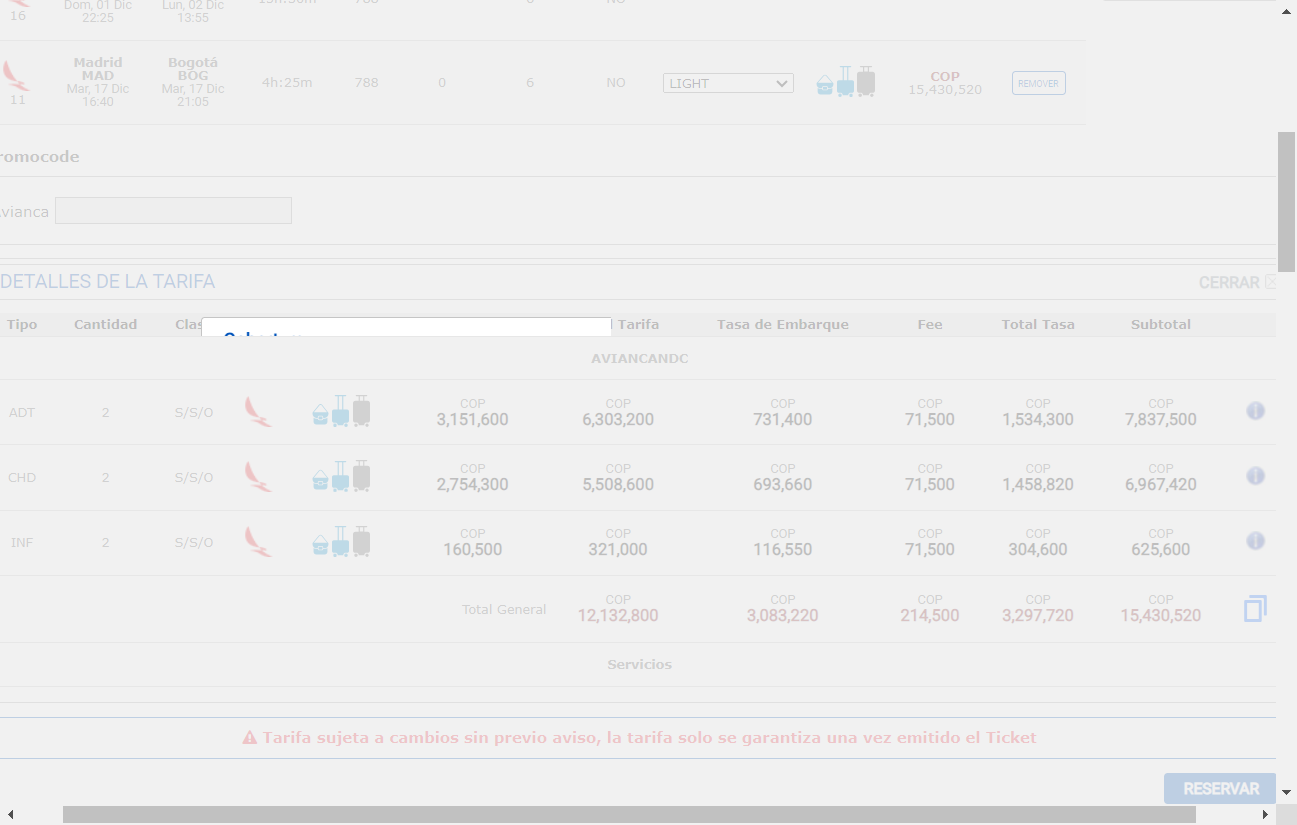 16
Dom, 01 Dic
22:25
Lun, 02 Dic
13:55
NO
11
Madrid
MAD
Mar, 17 Dic
16:40
Bogotá
BOG
Mar, 17 Dic
21:05
4h:25m
788
0
6
NO
LIGHT
COP
15,430,520
REMOVER
romocode
vianca
DETALLES DE LA TARIFA
CERRAR
Tipo Cantidad Clas Tarifa Tasa de Embarque Fee Total Tasa Subtotal
AVIANCANDC
COP COP COP COP COP COP
ADT 2 S/S/O 3,151,600 6,303,200 731,400 71,500 1,534,300 7,837,500
COP COP COP COP COP COP
CHD 2 S/S/O 2,754,300 5,508,600 693,660 71,500 1,458,820 6,967,420
COP COP COP COP COP COP
INF 2 S/S/O 160,500 321,000 116,550 71,500 304,600 625,600
COP COP COP COP COP
Total General 12,132,800 3,083,220 214,500 3,297,720 15,430,520
Servicios
Tarifa sujeta a cambios sin previo aviso, la tarifa solo se garantiza una vez emitido el Ticket
RESERVAR